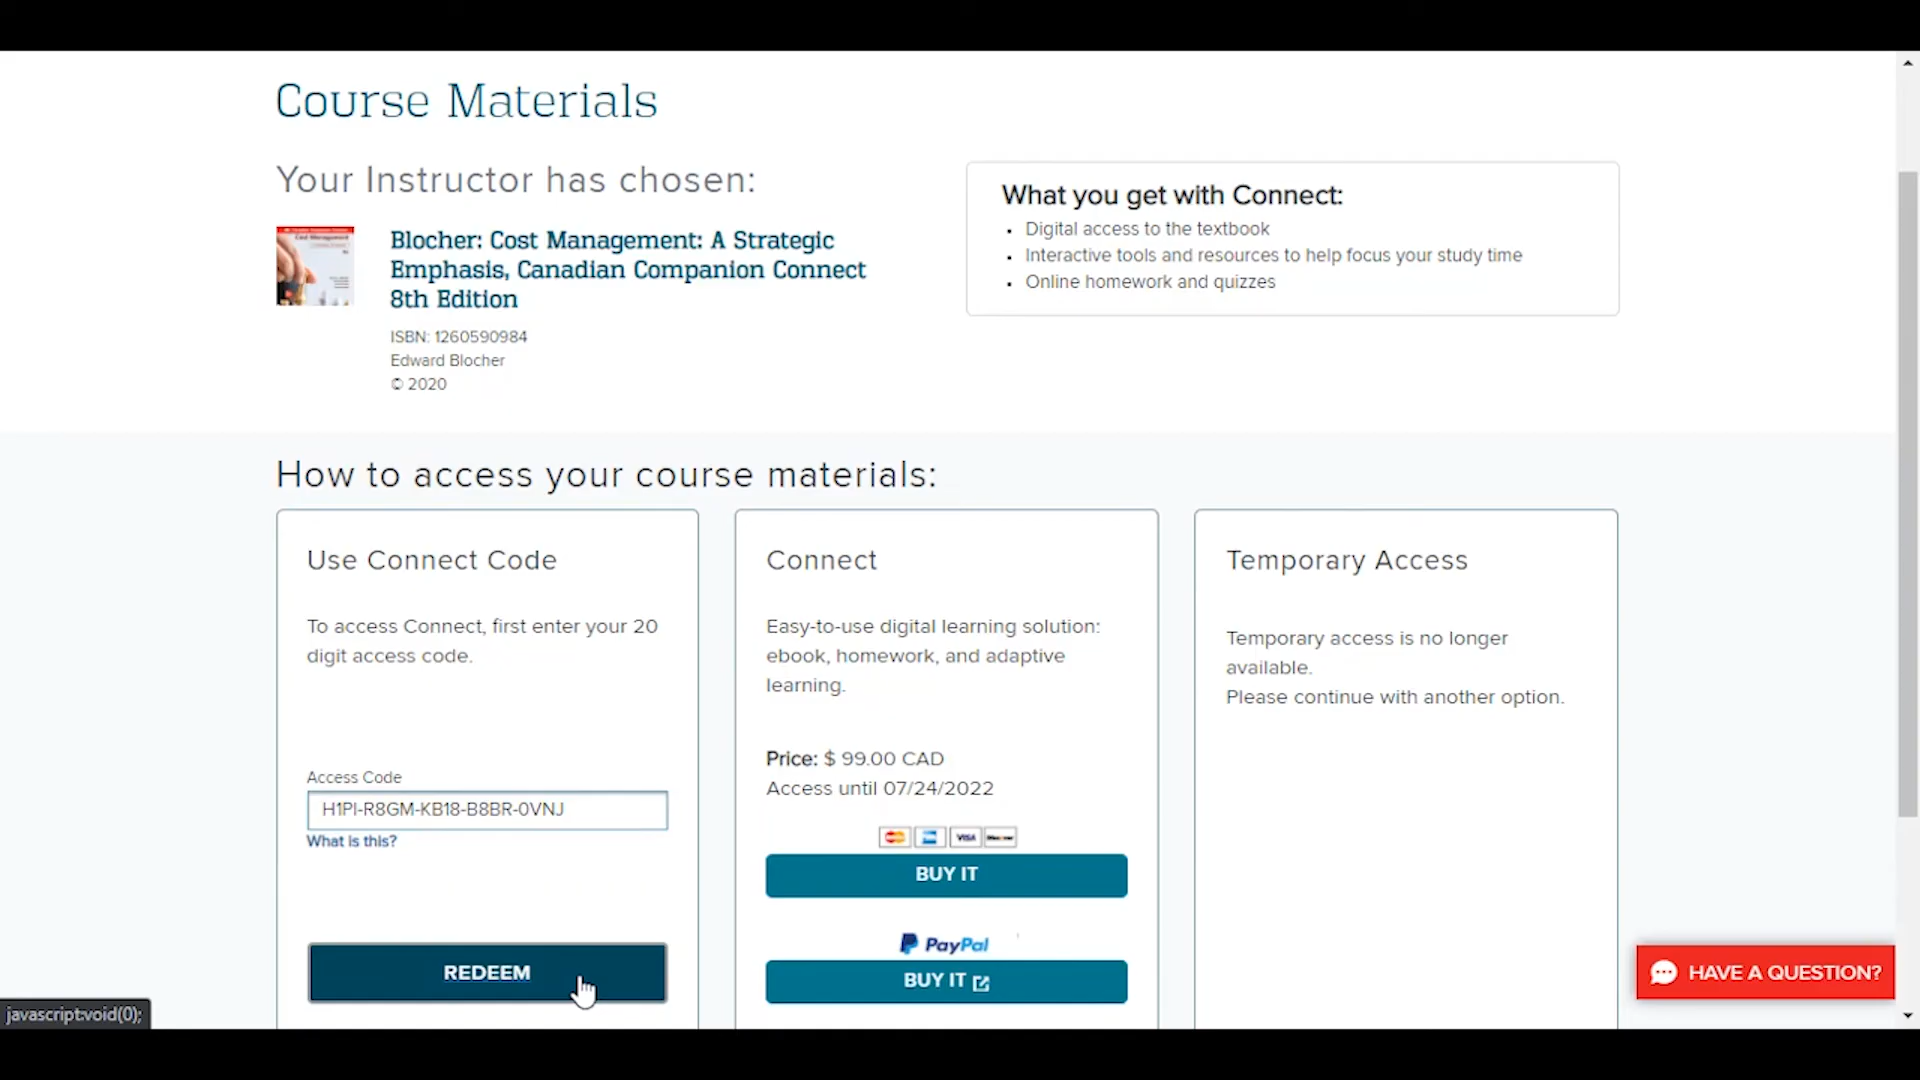 Course Materials
Your Instructor has chosen:
Blocher: Cost Management: A Strategic
Emphasis, Canadian Companion Connect
8th Edition
ISBN: 1260590984
Edward Blocher
© 2020
What you get with Connect:
Digital access to the textbook
Interactive tools and resources to help focus your study time
Online homework and quizzes
How to access your course materials:
Use Connect Code
To access Connect, first enter your 20
digit access code.
Access Code
H1PI-R8GM-KB18-B8BR-0VNJ
What is this?
REDEEM
Connect
Easy-to-use digital learning solution:
ebook, homework, and adaptive
learning.
Price: $ 99.00 CAD
Access until 07/24/2022
VISA
BUY IT
PayPal
BUY IT
Temporary Access
Temporary access is no longer
available.
Please continue with another option.
HAVE A QUESTION?
javascript:void(0);